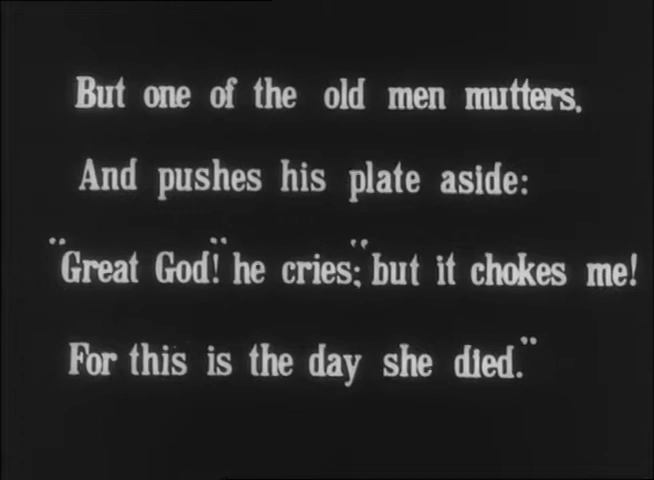 But one of the old men mutters.
And pushes his plate aside:
"Great God!" he cries; "but it chokes me!
For this is the day she died."